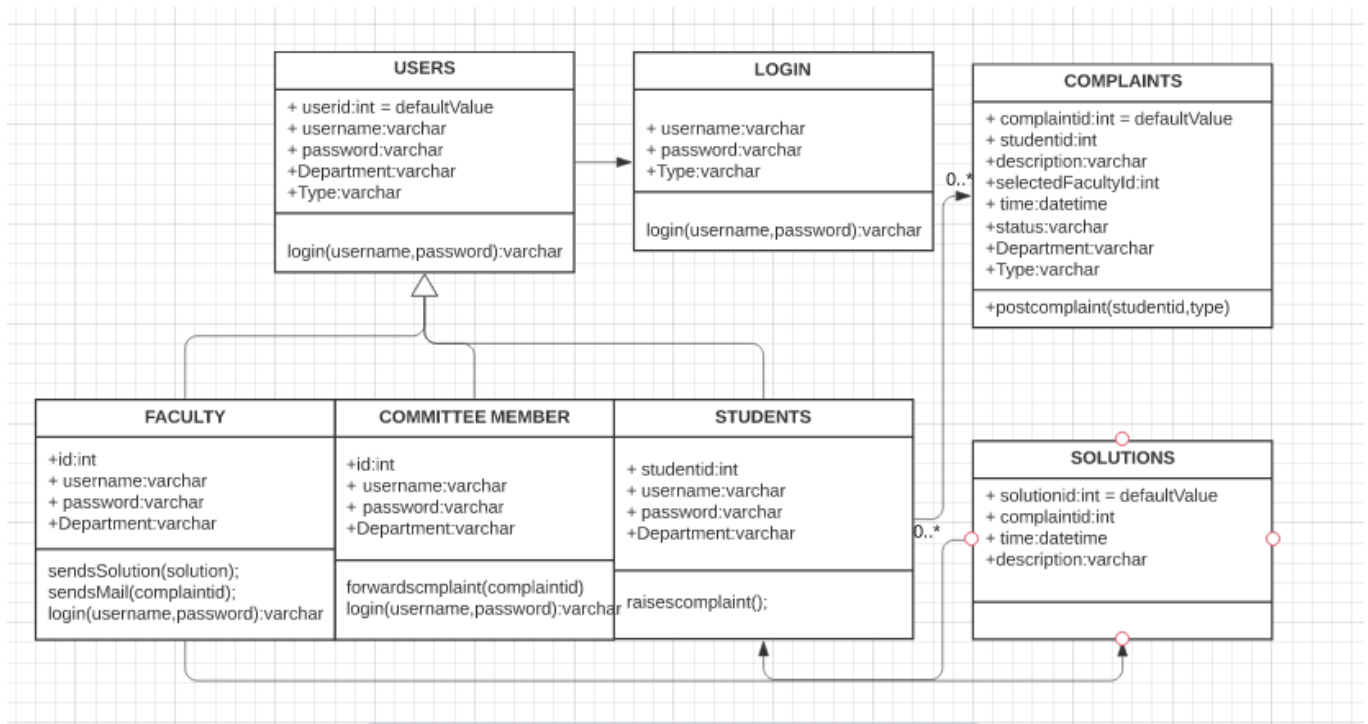 USERS
+ userid:int = defaultValue
+ username:varchar
+ password:varchar
+Department:varchar
+Type:varchar
login(username,password):varchar
LOGIN
+ username:varchar
+ password:varchar
+Type:varchar
login(username,password):varchar
COMPLAINTS
+ complaintid:int = defaultValue
+ studentid:int
+description:varchar
+selectedFacultyId:int
+ time:datetime
+status:varchar
+Department:varchar
+Type:varchar
+postcomplaint(studentid,type)
0..*
FACULTY
+id:int
+ username:varchar
+ password:varchar
+Department:varchar
sendsSolution(solution);
sendsMail(complaintid);
login(username,password):varchar
COMMITTEE MEMBER
+id:int
+ username:varchar
+ password:varchar
+Department:varchar
forwardscmplaint(complaintid)
login(username,password):varchar
STUDENTS
+ studentid:int
+ username:varchar
+ password:varchar
+Department:varchar
raisescomplaint();
0..*
SOLUTIONS
+ solutionid:int = defaultValue
+ complaintid:int
+ time:datetime
+description:varchar